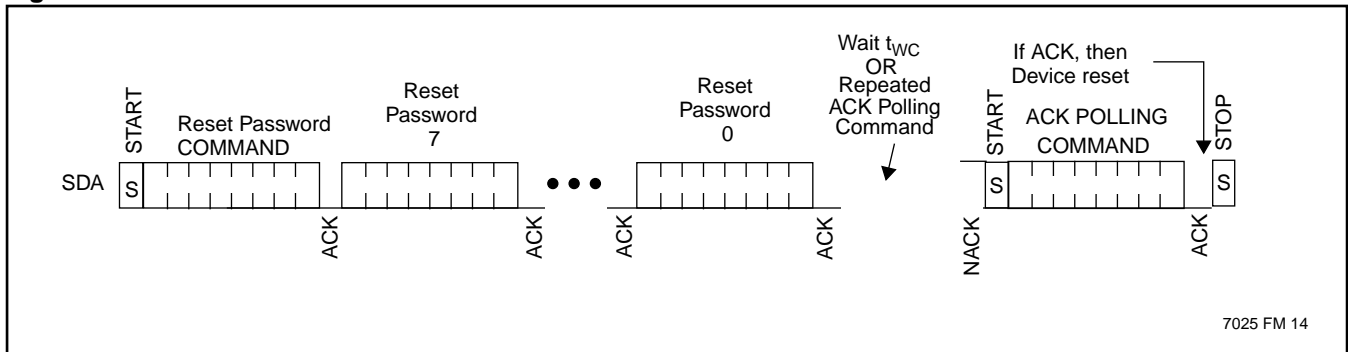 Wait tWC
OR
Repeated
ACK Polling
Command
If ACK, then
Device reset
START
Reset Password
COMMAND
Reset
Password
7
Reset
Password
0
START
ACK POLLING
COMMAND
STOP
SDA
S
S
S
ACK
ACK
ACK
ACK
NACK
ACK
7025 FM 14